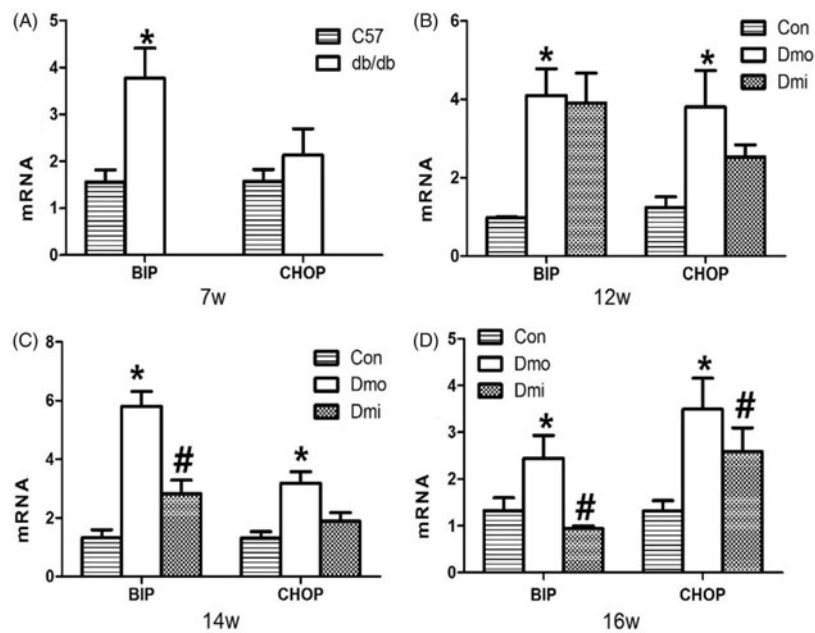 (A)
5
4
3
2
1
0
mRNA
*
C57
db/db
BIP
CHOP
7w
(B)
6
4
2
0
mRNA
*
*
Con
Dmo
Dmi
BIP
CHOP
12w
(C)
8
6
4
2
0
mRNA
*
#
*
Con
Dmo
Dmi
BIP
CHOP
14w
(D)
5
4
3
2
1
0
mRNA
Con
Dmo
Dmi
*
#
*
#
BIP
CHOP
16w